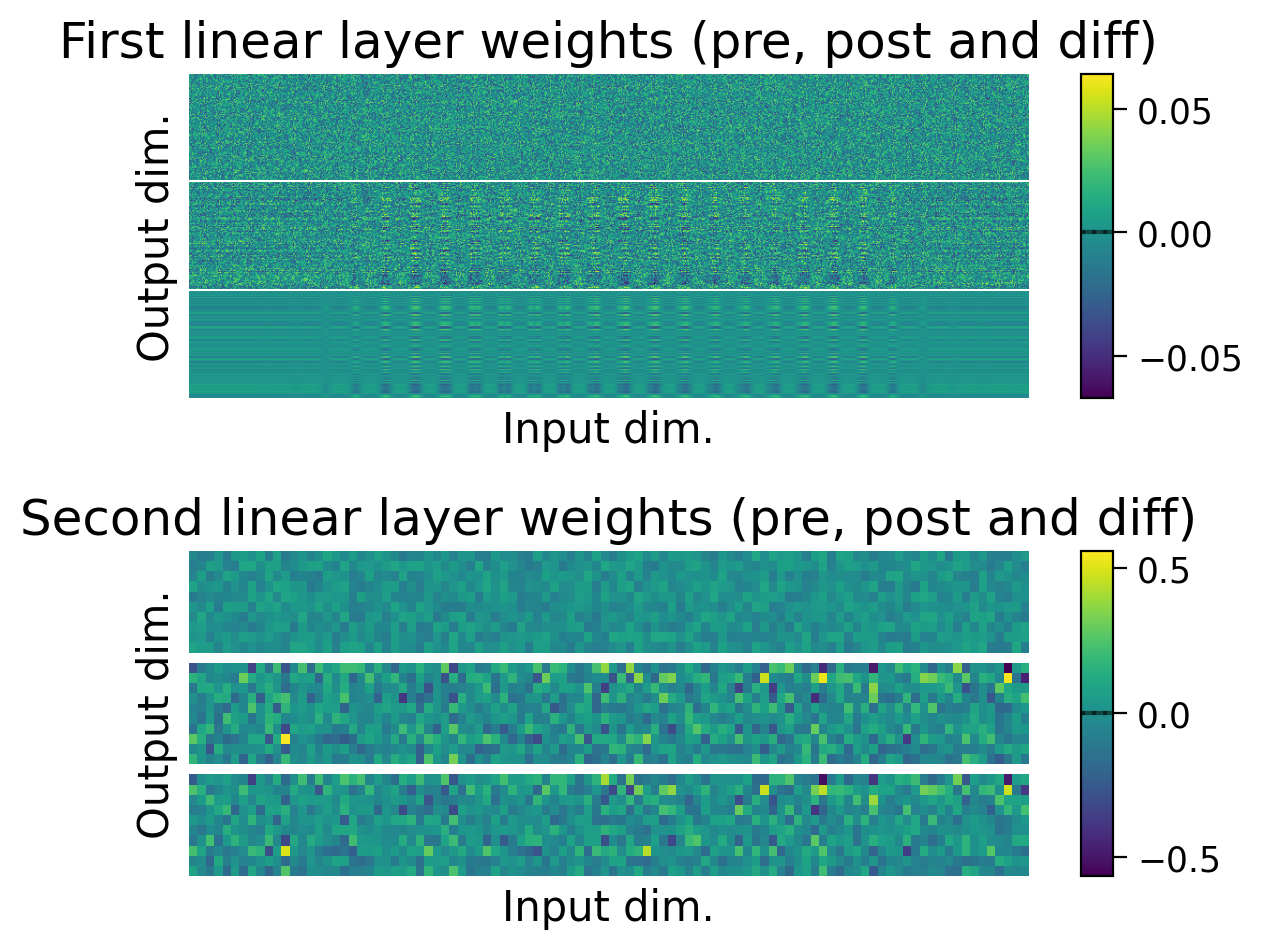 First linear layer weights (pre, post and diff)
Output dim.
Input dim.
0.05
0.00
−0.05
Second linear layer weights (pre, post and diff)
Output dim.
Input dim.
0.5
0.0
−0.5